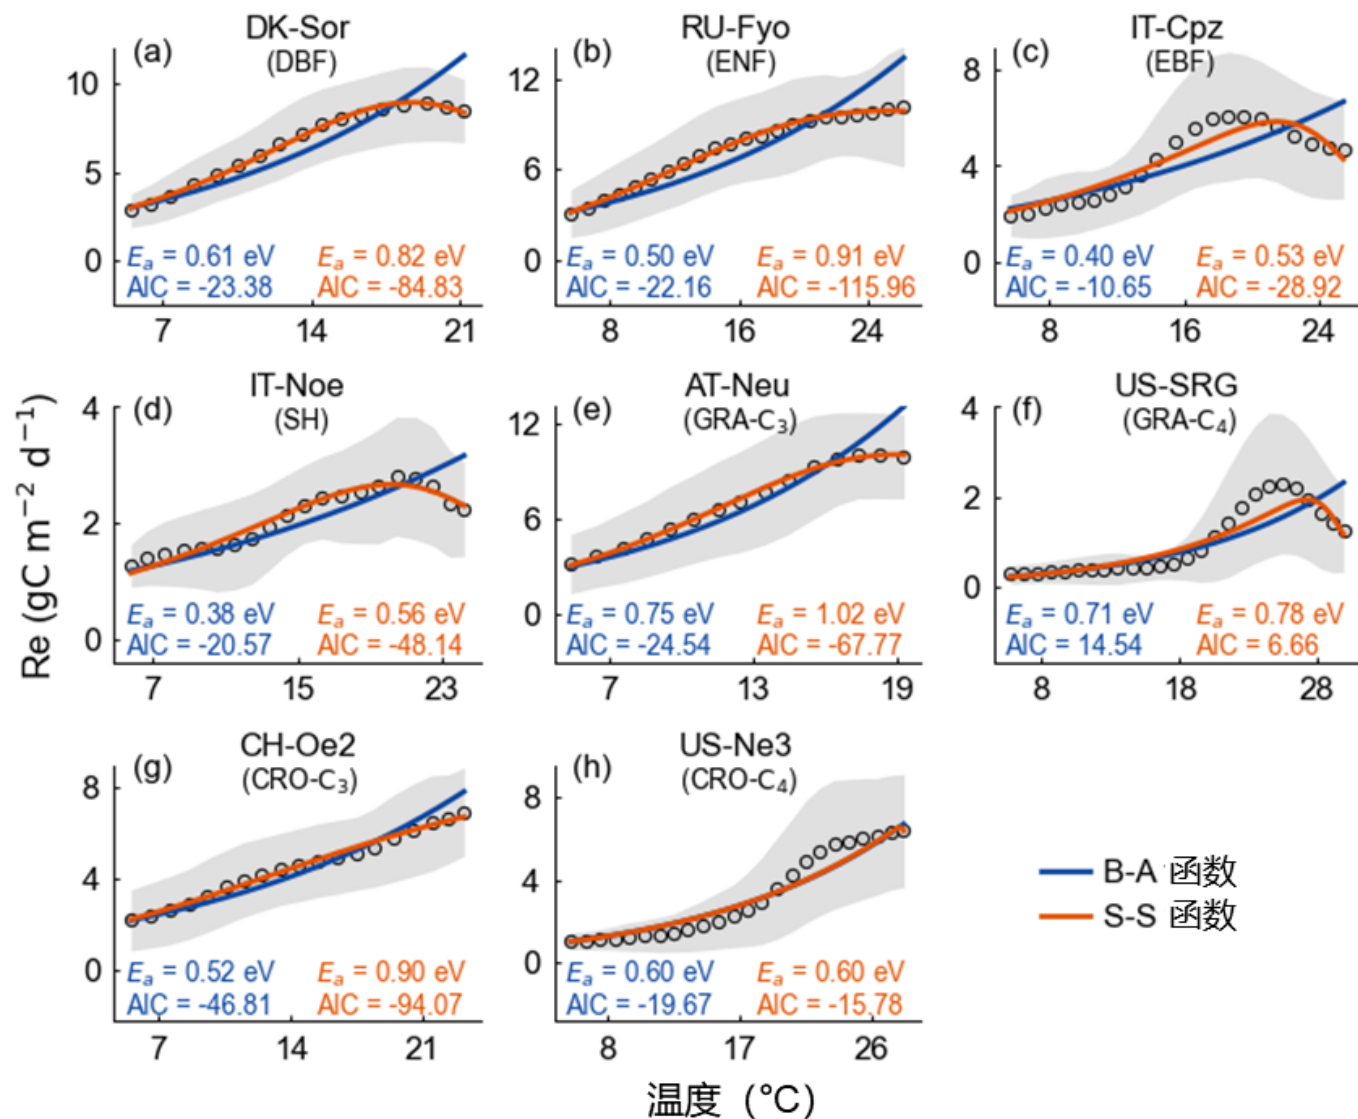 (a) DK-Sor
(DBF)
10
5
0
Eₐ = 0.61 eV Eₐ = 0.82 eV
AIC = -23.38 AIC = -84.83
7 14 21
(b) RU-Fyo
(ENF)
12
6
0
Eₐ = 0.50 eV Eₐ = 0.91 eV
AIC = -22.16 AIC = -115.96
8 16 24
(c) IT-Cpz
(EBF)
8
4
0
Eₐ = 0.40 eV Eₐ = 0.53 eV
AIC = -10.65 AIC = -28.92
8 16 24
Re (gC m⁻² d⁻¹)
(d) IT-Noe
(SH)
4
2
0
Eₐ = 0.38 eV Eₐ = 0.56 eV
AIC = -20.57 AIC = -48.14
7 15 23
(e) AT-Neu
(GRA-C₃)
12
6
0
Eₐ = 0.75 eV Eₐ = 1.02 eV
AIC = -24.54 AIC = -67.77
7 13 19
(f) US-SRG
(GRA-C₄)
4
2
0
Eₐ = 0.71 eV Eₐ = 0.78 eV
AIC = 14.54 AIC = 6.66
8 18 28
(g) CH-Oe2
(CRO-C₃)
8
4
0
Eₐ = 0.52 eV Eₐ = 0.90 eV
AIC = -46.81 AIC = -94.07
7 14 21
(h) US-Ne3
(CRO-C₄)
8
4
0
Eₐ = 0.60 eV Eₐ = 0.60 eV
AIC = -19.67 AIC = -15.78
8 17 26
B-A 函数
S-S 函数
温度（°C）